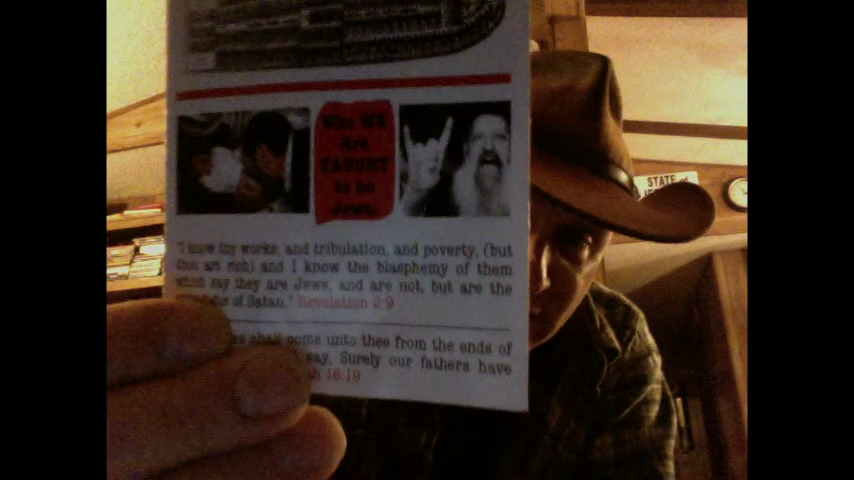 Who WE
Are
TAUGHT
to be
Jews
"I know thy works, and tribulation, and poverty, (but
thou art rich) and I know the blasphemy of them
which say they are Jews, and are not, but are the
of Satan." Revelation 2:9
shall come unto thee from the ends of
say, Surely our fathers have
16:19
STATE of